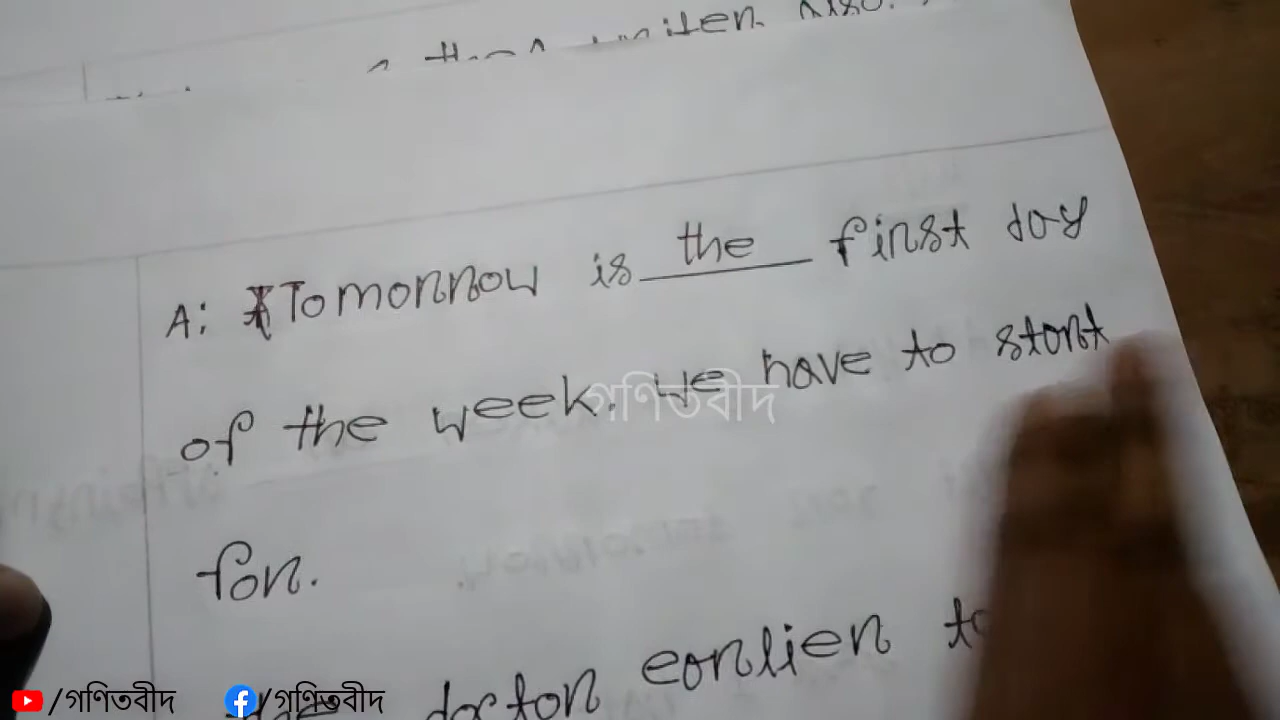 A: Tomorrow is the first day
of the week. We have to start
for.
doctor earlier to
গণিতবীদ
/গণিতবীদ /গণিতবীদ